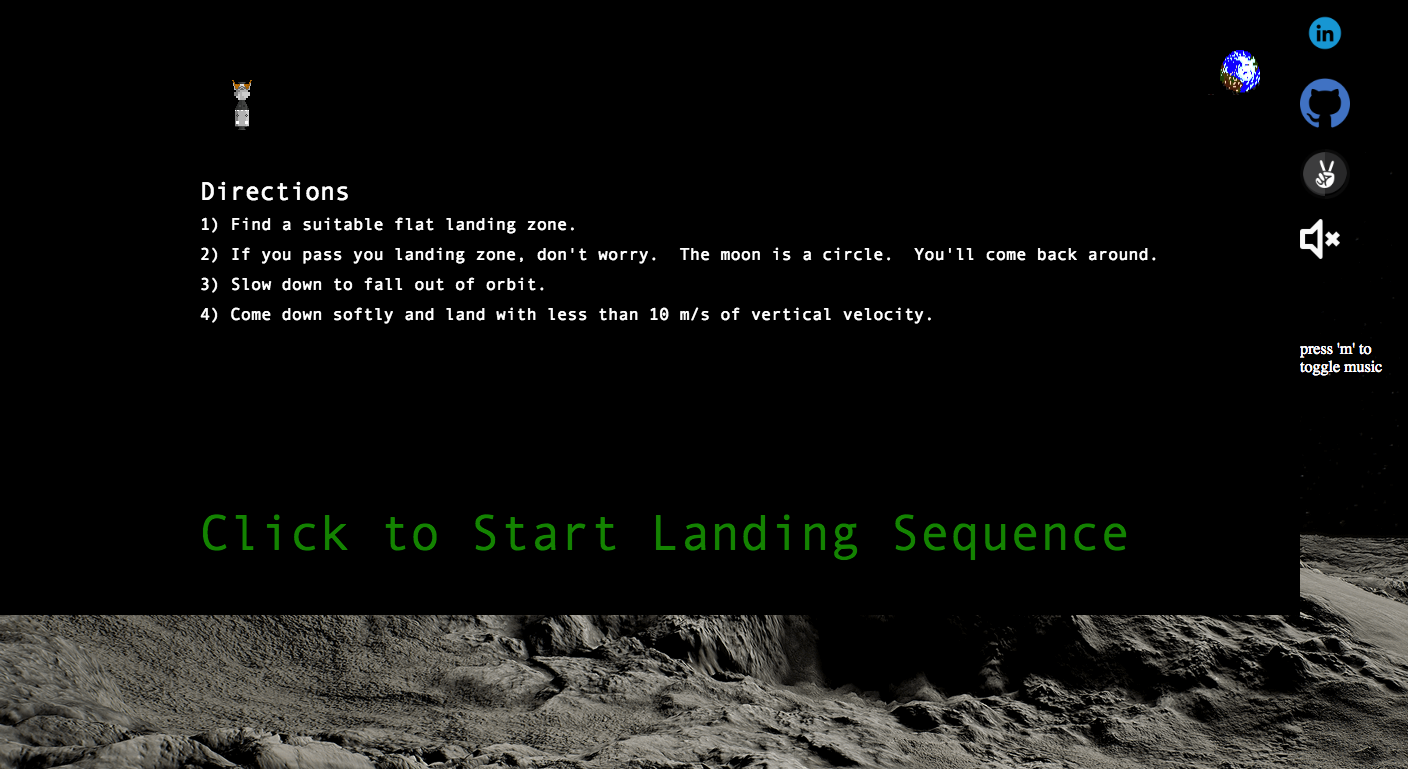 in
Directions
1) Find a suitable flat landing zone.
2) If you pass you landing zone, don't worry.  The moon is a circle.  You'll come back around.
3) Slow down to fall out of orbit.
4) Come down softly and land with less than 10 m/s of vertical velocity.
press 'm' to
toggle music
Click to Start Landing Sequence